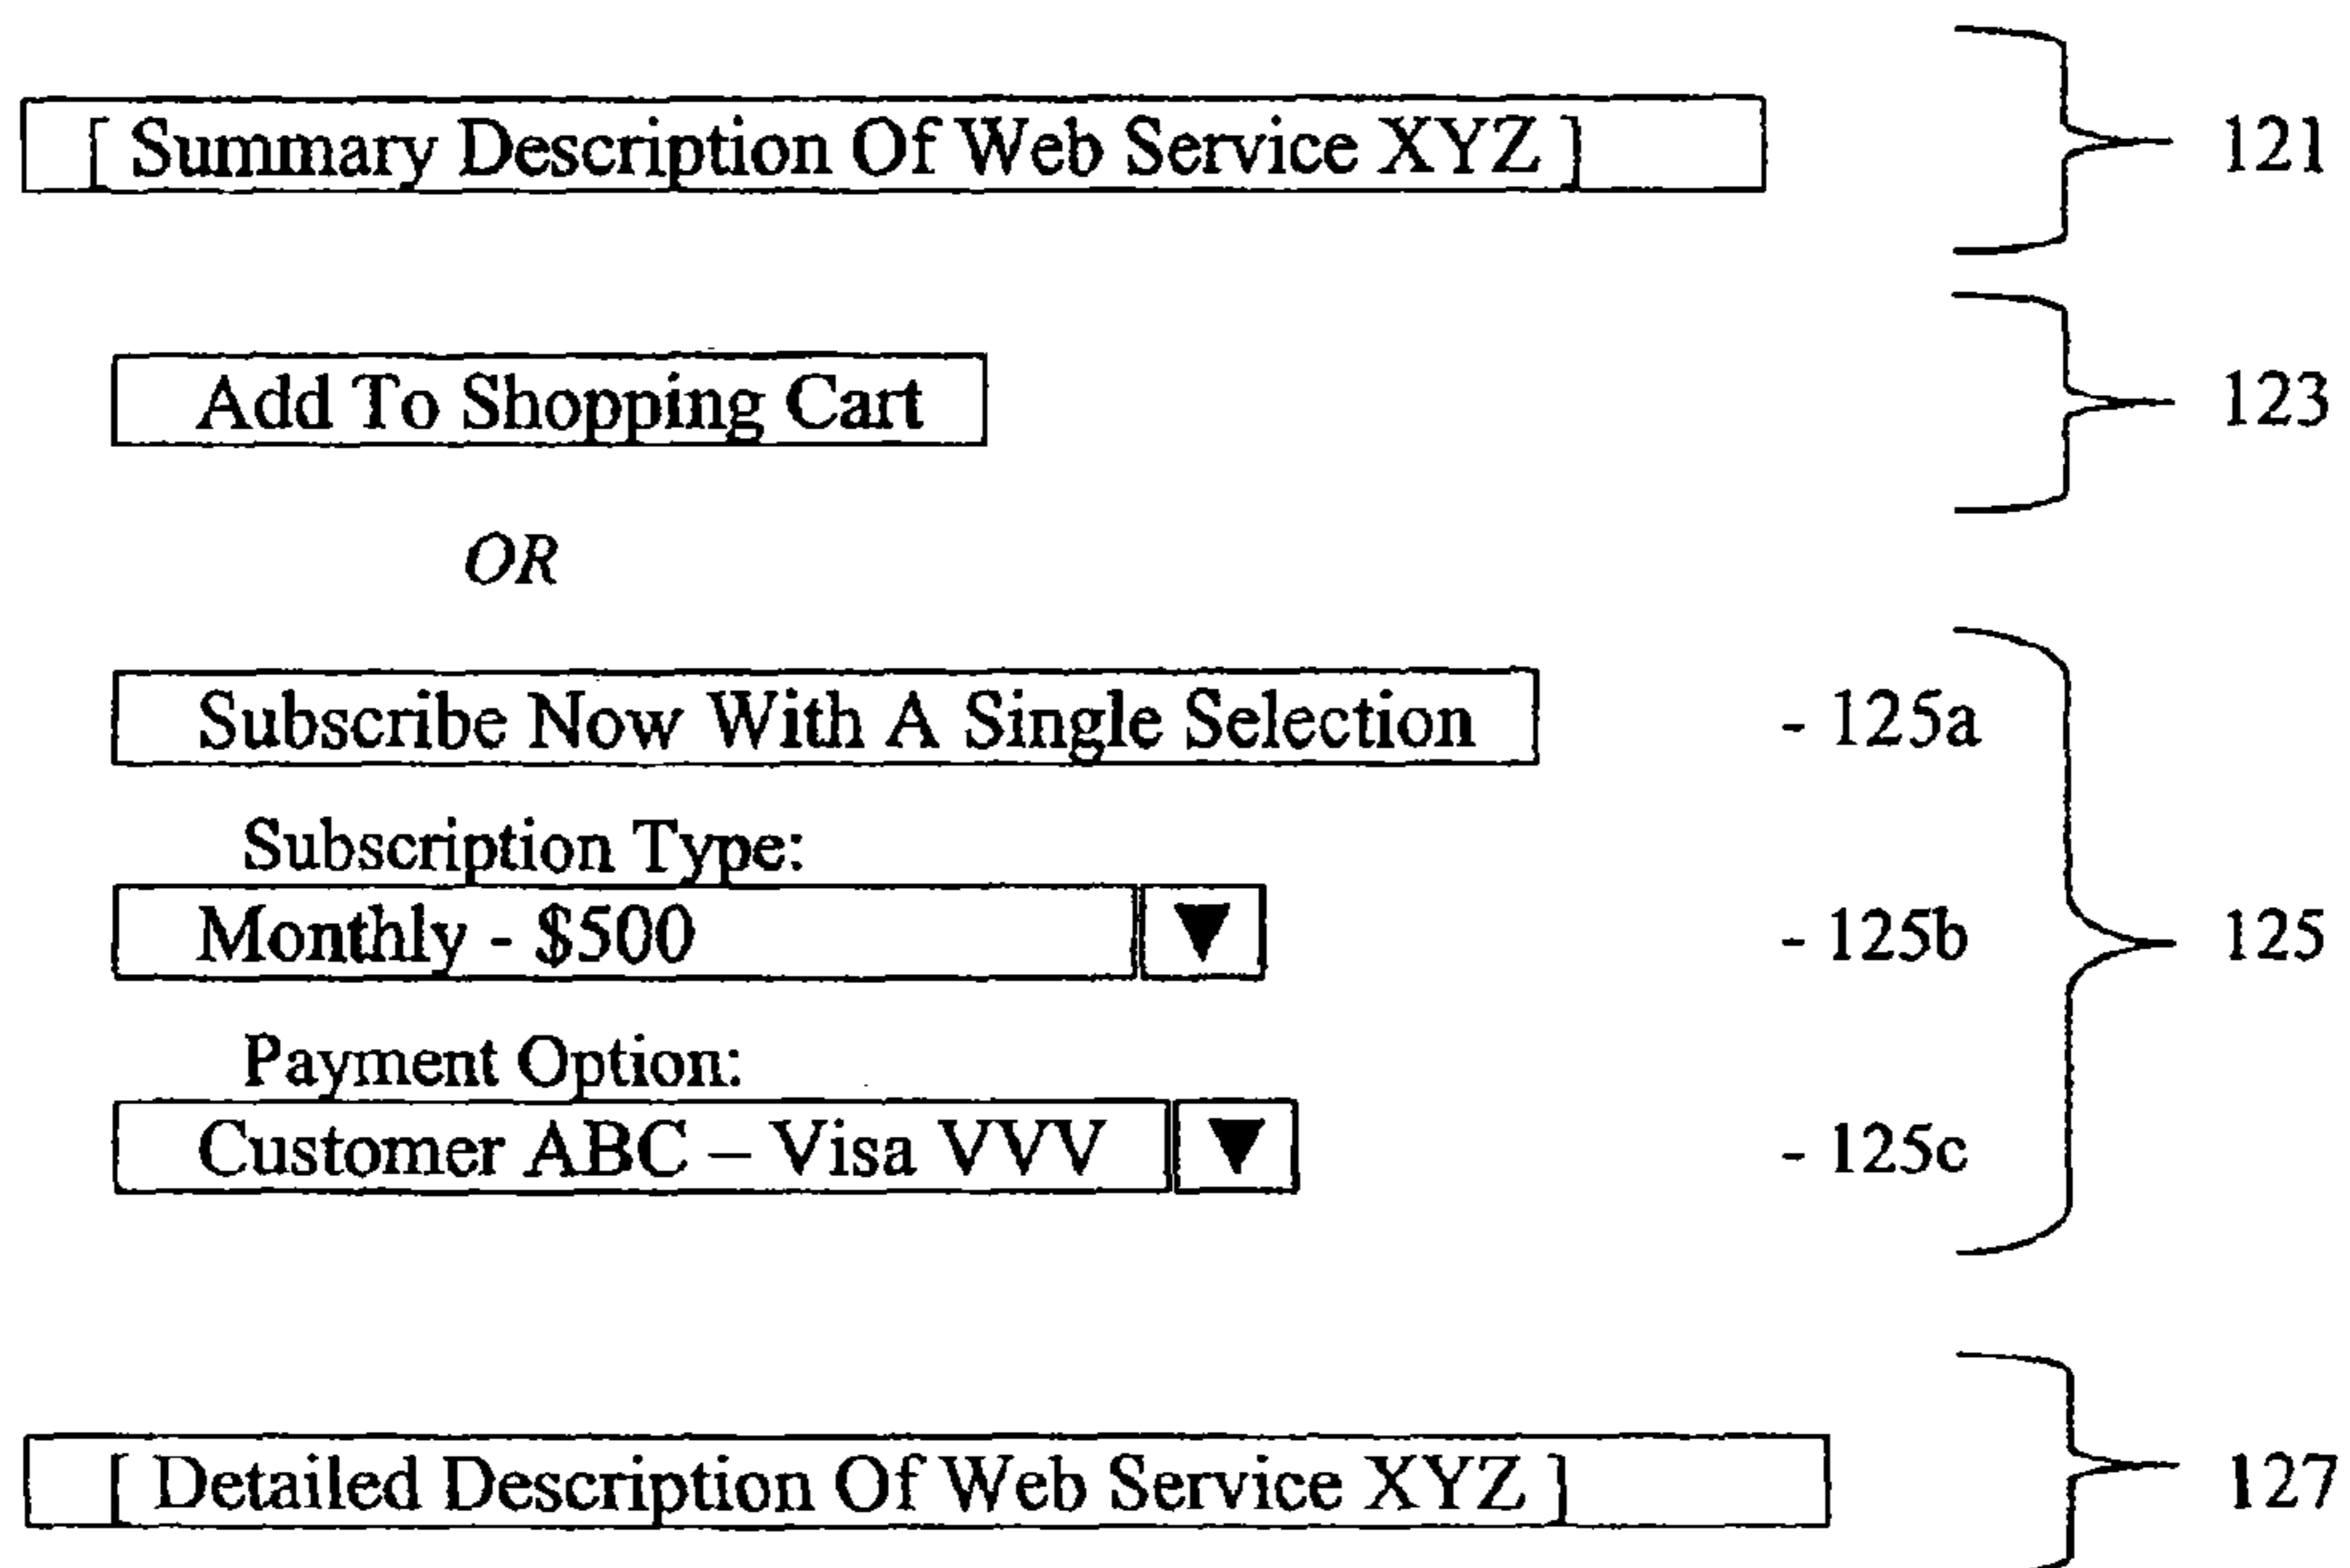 [ Summary Description Of Web Service XYZ ] 121
Add To Shopping Cart 123
OR
Subscribe Now With A Single Selection - 125a
Subscription Type:
Monthly - $500 - 125b 125
Payment Option:
Customer ABC – Visa VVV - 125c
[ Detailed Description Of Web Service XYZ ] 127